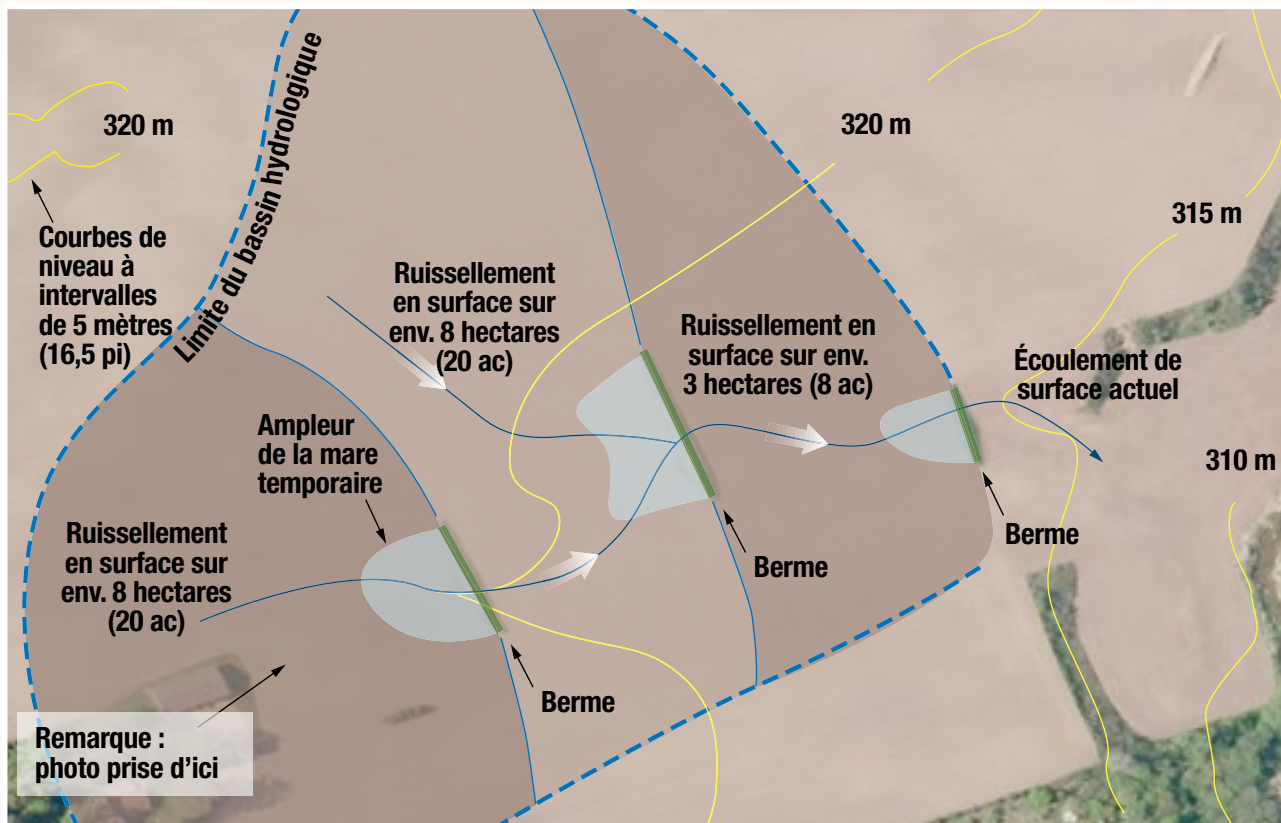 320 m
Courbes de
niveau à
intervalles
de 5 mètres
(16,5 pi)
Limite du bassin hydrologique
320 m
315 m
Ruissellement
en surface sur
env. 8 hectares
(20 ac)
Ruissellement en
surface sur env.
3 hectares (8 ac)
Écoulement de
surface actuel
Ampleur
de la mare
temporaire
310 m
Ruissellement
en surface sur
env. 8 hectares
(20 ac)
Berme
Berme
Berme
Remarque :
photo prise d’ici